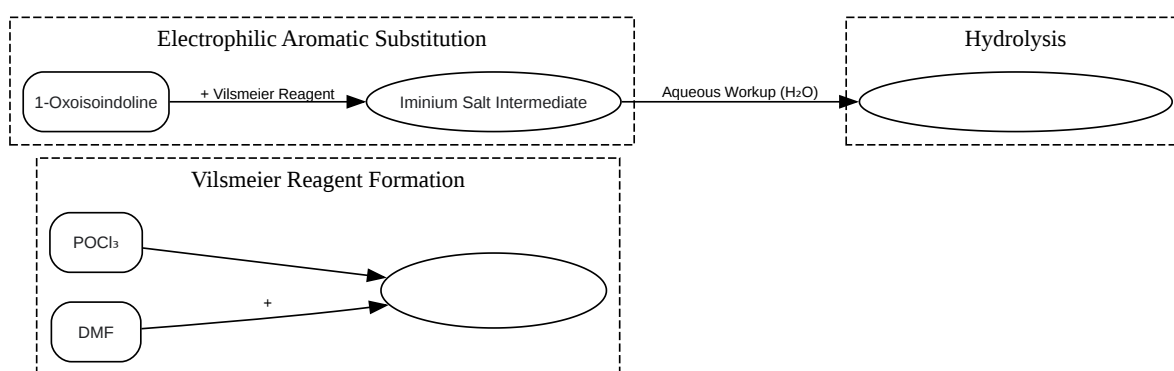 Electrophilic Aromatic Substitution
1-Oxoisoindoline
+ Vilsmeier Reagent
Iminium Salt Intermediate
Aqueous Workup (H₂O)
Hydrolysis
Vilsmeier Reagent Formation
POCl₃
+
DMF